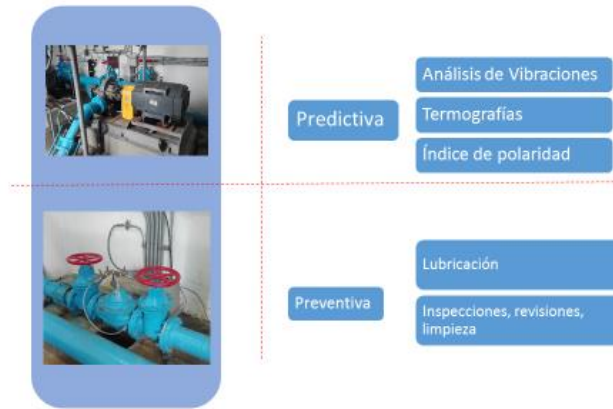 Predictiva
Análisis de Vibraciones
Termografías
Índice de polaridad
Preventiva
Lubricación
Inspecciones, revisiones,
limpieza